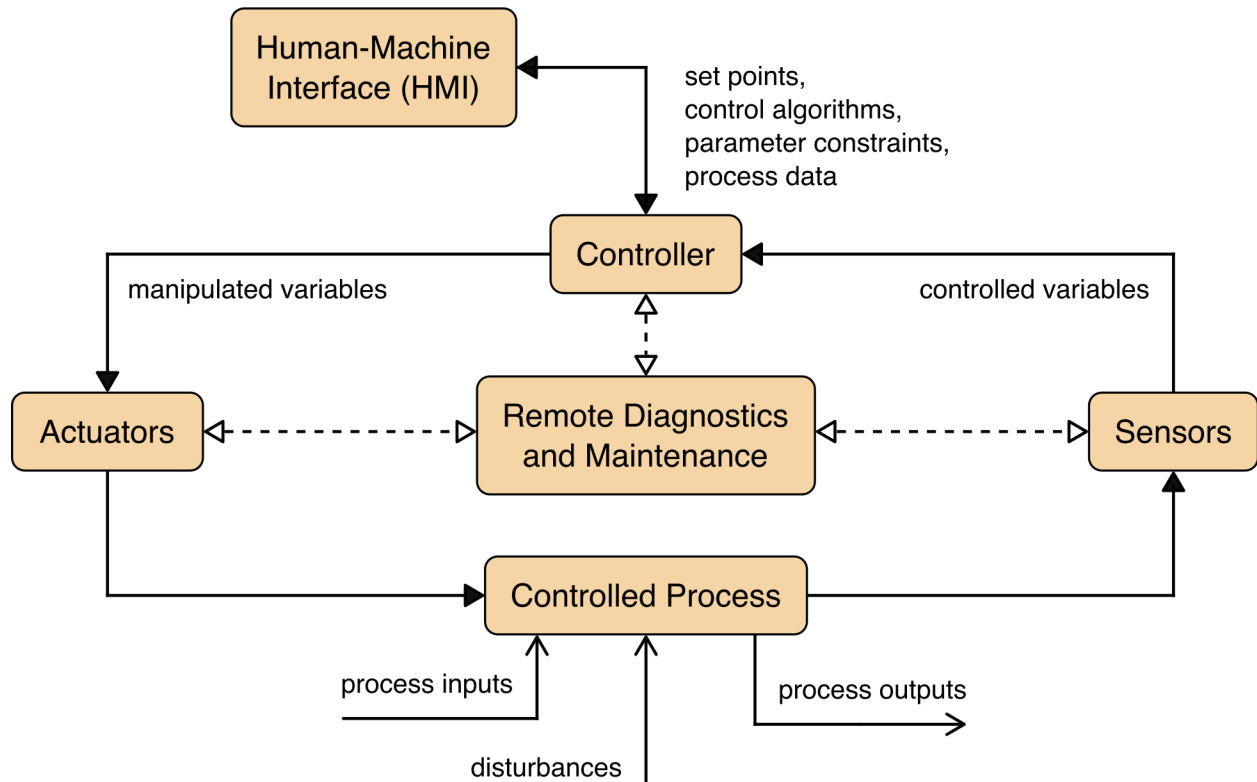 Human-Machine
Interface (HMI)
set points,
control algorithms,
parameter constraints,
process data
Controller
manipulated variables
controlled variables
Actuators
Remote Diagnostics
and Maintenance
Sensors
Controlled Process
process inputs
process outputs
disturbances